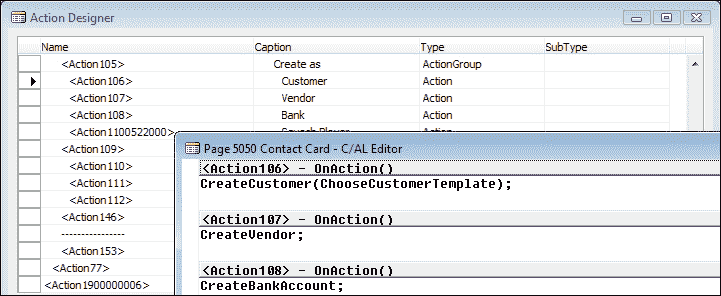 Action Designer
Name Caption Type SubType
<Action105> Create as ActionGroup
<Action106> Customer Action
<Action107> Vendor Action
<Action108> Bank Action
<Action1100522000>
<Action109>
<Action110>
<Action111>
<Action112>
<Action146>
----------------
<Action153>
<Action77>
<Action1900000006>
Page 5050 Contact Card - C/AL Editor
<Action106> - OnAction()
CreateCustomer(ChooseCustomerTemplate);
<Action107> - OnAction()
CreateVendor;
<Action108> - OnAction()
CreateBankAccount;